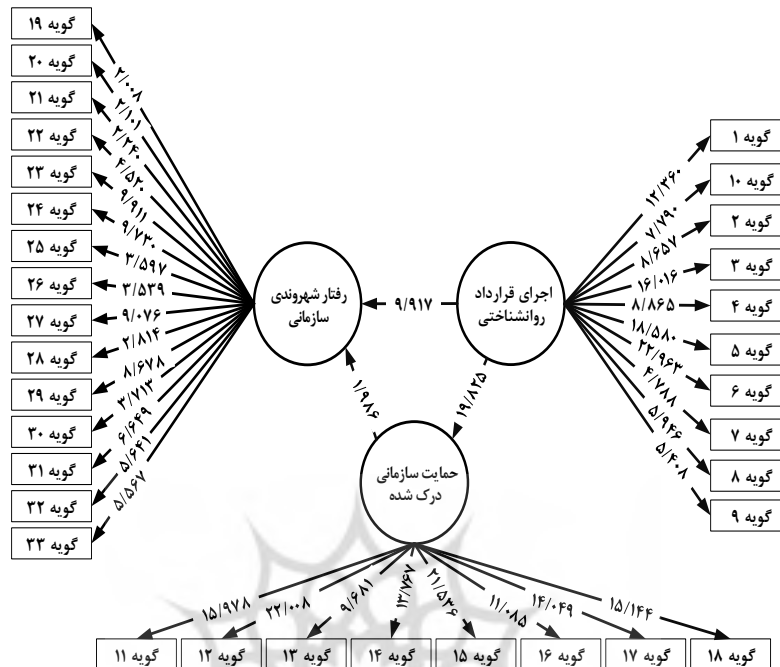 گویه ۱۹
گویه ۲۰
گویه ۲۱
گویه ۲۲
گویه ۲۳
گویه ۲۴
گویه ۲۵
گویه ۲۶
گویه ۲۷
گویه ۲۸
گویه ۲۹
گویه ۳۰
گویه ۳۱
گویه ۳۲
گویه ۳۳
۲/۰۰۸
۲/۱۰۱
۲/۲۴۰
۴/۵۲۰
۹/۹۱۱
۹/۷۳۰
۳/۵۹۷
۳/۵۳۹
۹/۰۷۶
۲/۸۱۴
۸/۶۷۸
۳/۷۱۳
۶/۶۴۹
۵/۶۴۱
۵/۵۶۷
رفتار شهروندی
سازمانی
۹/۹۱۷
اجرای قرارداد
روانشناختی
۱/۹۸۶
۱۹/۸۲۵
حمایت سازمانی
درک شده
۱۲/۳۶۰
۷/۷۹۰
۸/۶۵۷
۱۶/۰۱۶
۸/۸۶۵
۱۸/۵۸۰
۲۲/۹۶۳
۴/۷۸۸
۵/۹۴۶
۵/۴۰۸
گویه ۱
گویه ۱۰
گویه ۲
گویه ۳
گویه ۴
گویه ۵
گویه ۶
گویه ۷
گویه ۸
گویه ۹
۱۵/۹۷۸
۲۲/۰۰۸
۹/۶۸۱
۱۳/۷۶۷
۲۱/۵۳۶
۱۱/۰۸۵
۱۴/۰۴۹
۱۵/۱۴۴
گویه ۱۱
گویه ۱۲
گویه ۱۳
گویه ۱۴
گویه ۱۵
گویه ۱۶
گویه ۱۷
گویه ۱۸